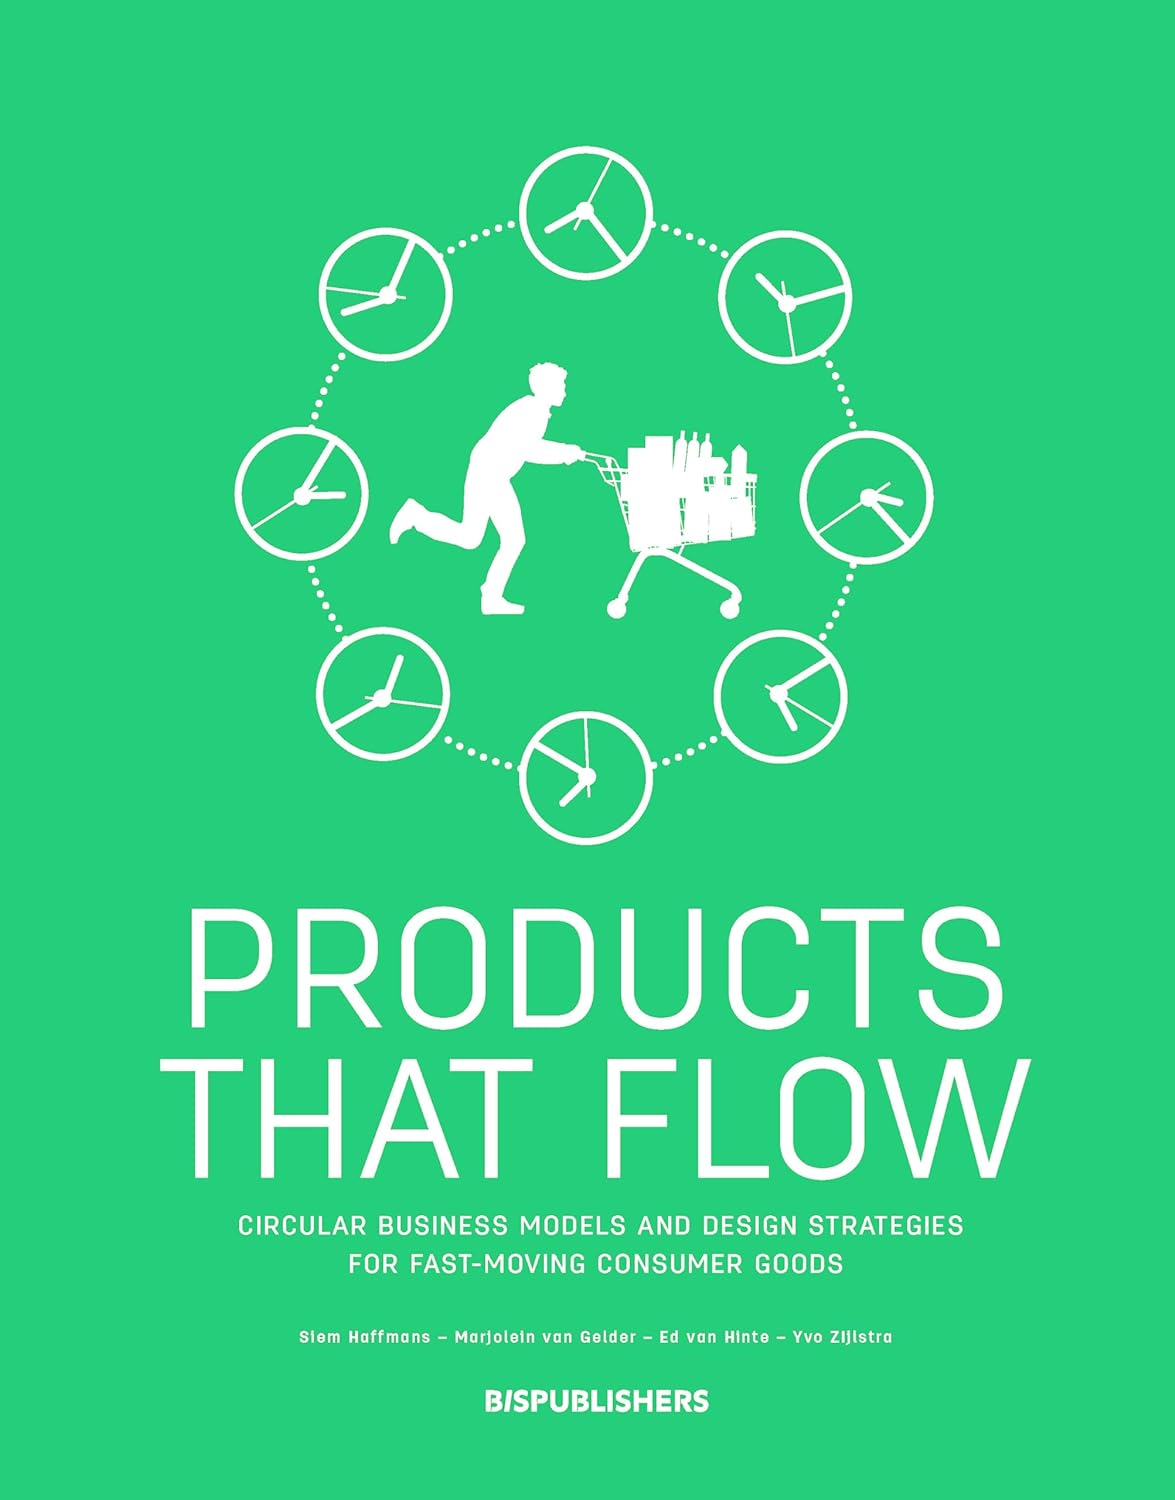 PRODUCTS
THAT FLOW
CIRCULAR BUSINESS MODELS AND DESIGN STRATEGIES
FOR FAST-MOVING CONSUMER GOODS
Siem Haffmans – Marjolein van Gelder – Ed van Hinte – Yvo Zijlstra
BISPUBLISHERS